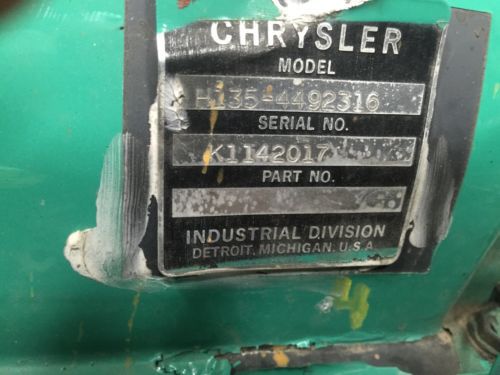 CHRYSLER
MODEL
H135-4492316
SERIAL NO.
K1142017
PART NO.
INDUSTRIAL DIVISION
DETROIT, MICHIGAN, U.S.A